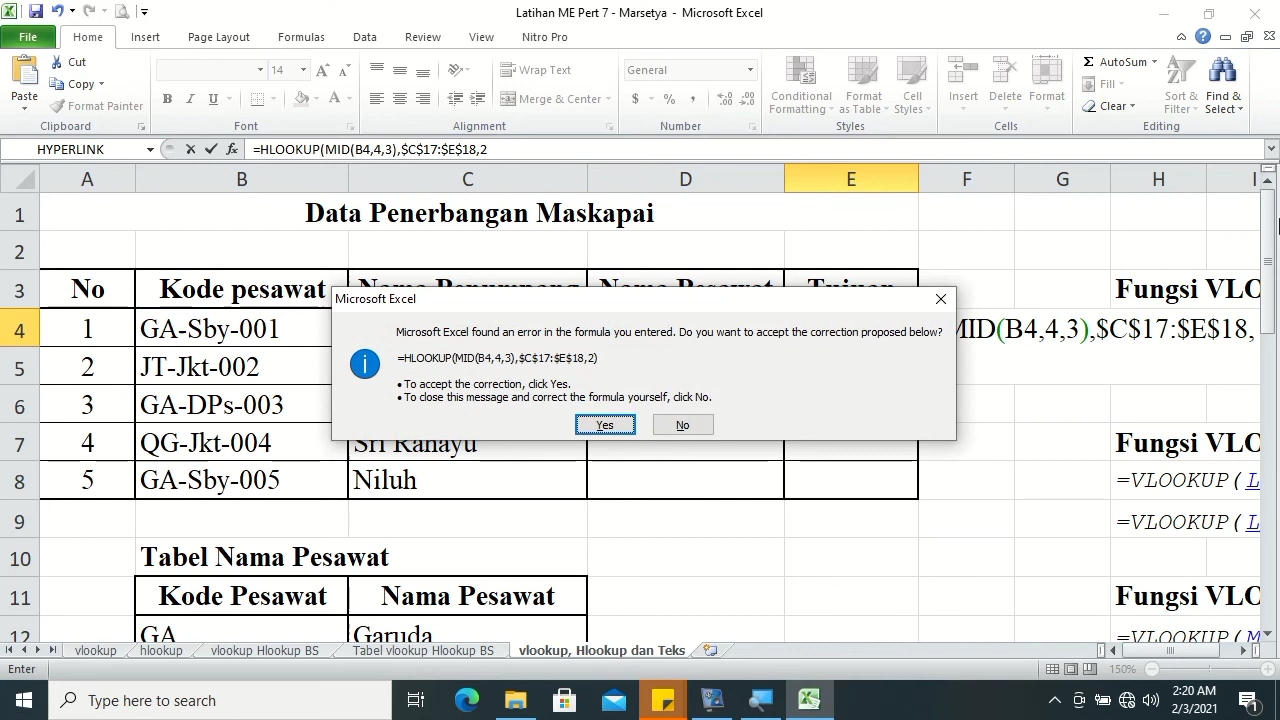 Latihan ME Pert 7 - Marsetya - Microsoft Excel
File Home Insert Page Layout Formulas Data Review View Nitro Pro
Paste
Cut
Copy
Format Painter
Clipboard
14
Font
Wrap Text
Merge & Center
Alignment
General
Number
Conditional Formatting
Format as Table
Cell Styles
Styles
Insert
Delete
Format
Cells
AutoSum
Fill
Clear
Sort & Filter
Find & Select
Editing
HYPERLINK =HLOOKUP(MID(B4,4,3),$C$17:$E$18,2
A B C D E F G H I
1 Data Penerbangan Maskapai
2
3 No Kode pesawat Fungsi VLO
4 1 GA-Sby-001 MID(B4,4,3),$C$17:$E$18,
5 2 JT-Jkt-002
6 3 GA-DPs-003
7 4 QG-Jkt-004 Sri Rahayu Fungsi VLO
8 5 GA-Sby-005 Niluh =VLOOKUP ( L
9 =VLOOKUP ( L
10 Tabel Nama Pesawat
11 Kode Pesawat Nama Pesawat Fungsi VLO
12 GA Garuda =VLOOKUP ( M
Microsoft Excel
Microsoft Excel found an error in the formula you entered. Do you want to accept the correction proposed below?
=HLOOKUP(MID(B4,4,3),$C$17:$E$18,2)
• To accept the correction, click Yes.
• To close this message and correct the formula yourself, click No.
Yes No
vlookup hlookup vlookup Hlookup BS Tabel vlookup Hlookup BS vlookup, Hlookup dan Teks
Enter 150%
Type here to search
2:20 AM
2/3/2021